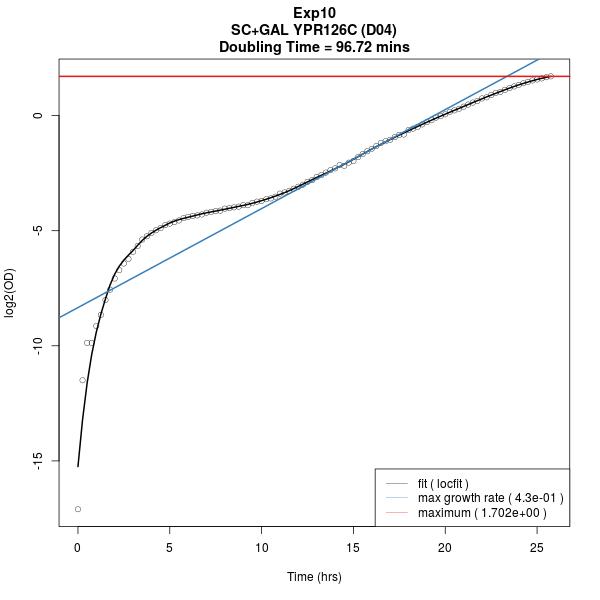 Exp10
SC+GAL YPR126C (D04)
Doubling Time = 96.72 mins
log2(OD)
0
-5
-10
-15
fit ( locfit )
max growth rate ( 4.3e-01 )
maximum ( 1.702e+00 )
0 5 10 15 20 25
Time (hrs)